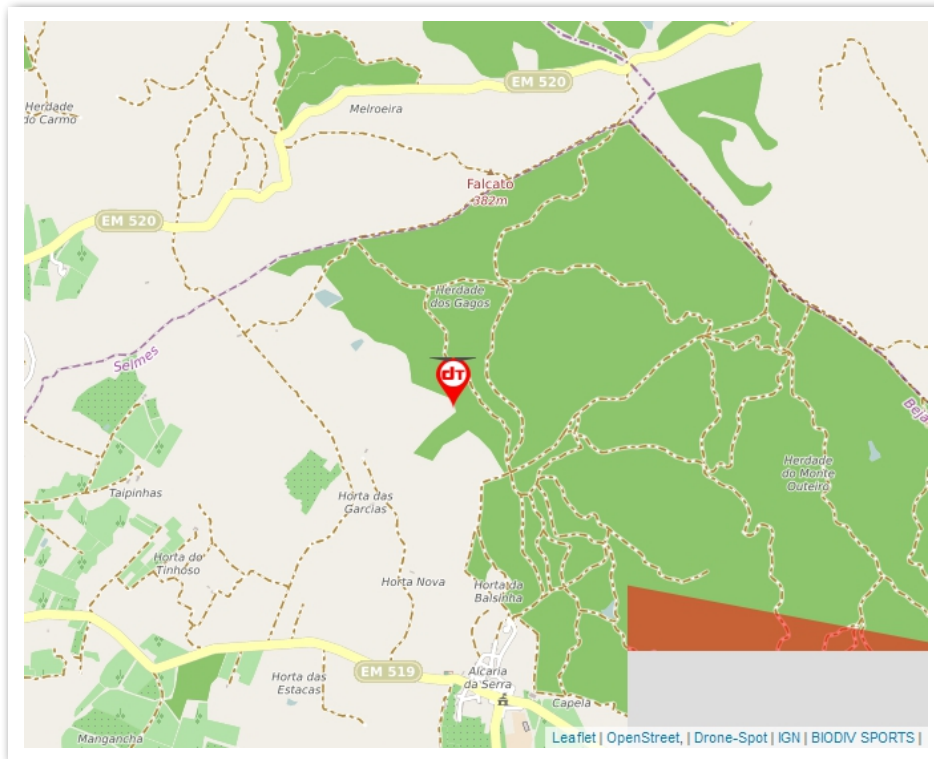 EM 520
Melroeira
Herdade
do Carmo
Falcato
382m
EM 520
Herdade
dos Gagos
Selmes
dT
Beja
Herdade
do Monte
Outeiro
Taipinhas
Horta das
Garcias
Horta do
Tinhoso
Horta Nova
Horta da
Balsinha
EM 519
Alcaria
da Serra
Horta das
Estacas
Capela
Mangancha
Leaflet | OpenStreet, | Drone-Spot | IGN | BIODIV SPORTS |